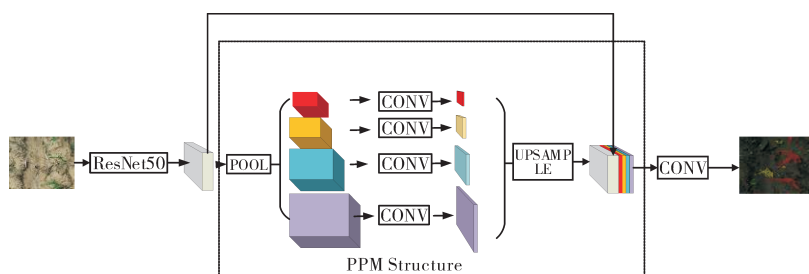 ResNet50
POOL
CONV
CONV
CONV
CONV
UPSAMP
LE
CONV
PPM Structure